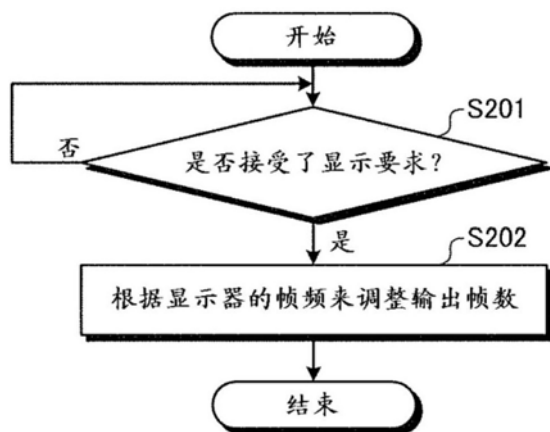 开始
S201
是否接受了显示要求?
否
是
S202
根据显示器的帧频来调整输出帧数
结束